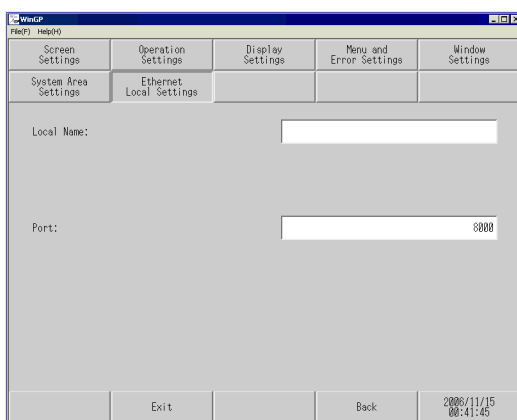 WinGP
File(F) Help(H)
Screen Settings
Operation Settings
Display Settings
Menu and Error Settings
Window Settings
System Area Settings
Ethernet Local Settings
Local Name:
Port:
8000
Exit
Back
2006/11/15
00:41:45